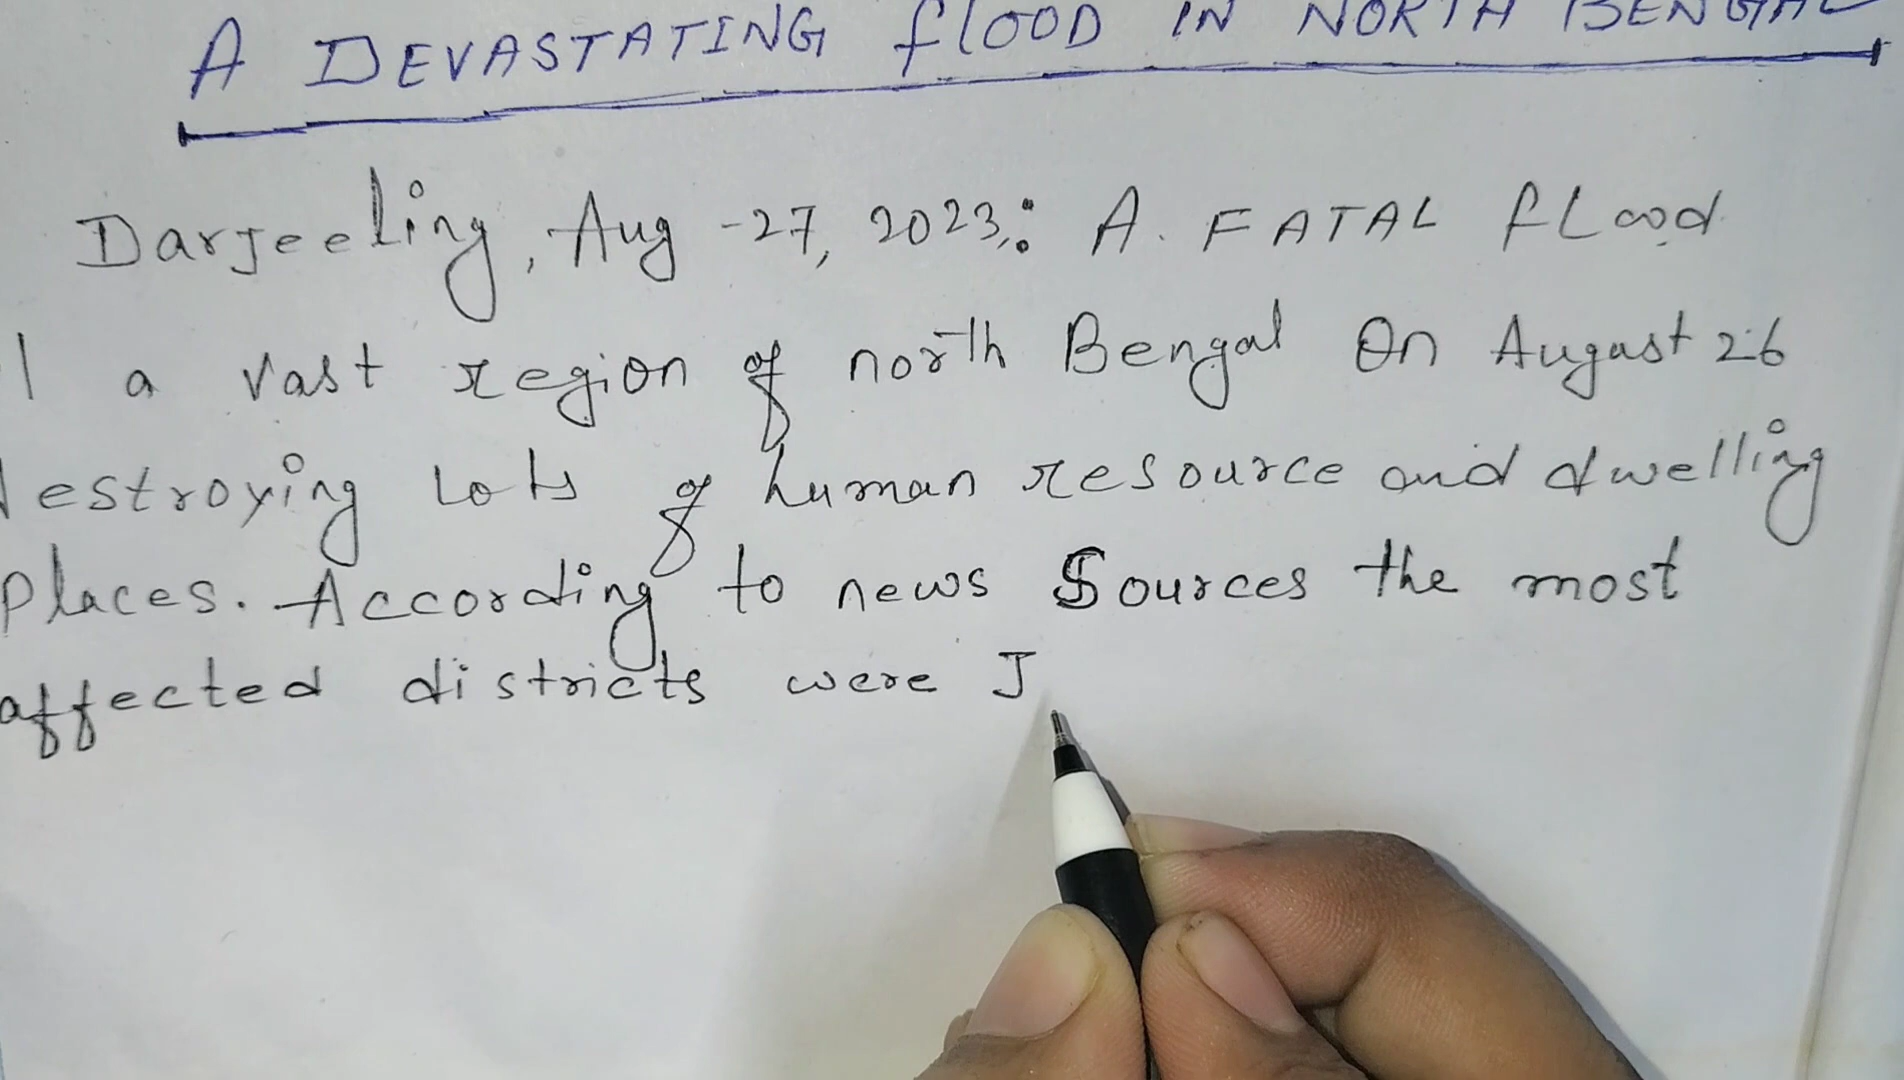 A DEVASTATING flOOD IN NORTH BENGAL
Darjeeling, Aug -27, 2023,: A. FATAL fLood
a vast region of north Bengal On August 26
destroying Lots of human resource and dwelling
places. According to news Sources the most
affected districts were J